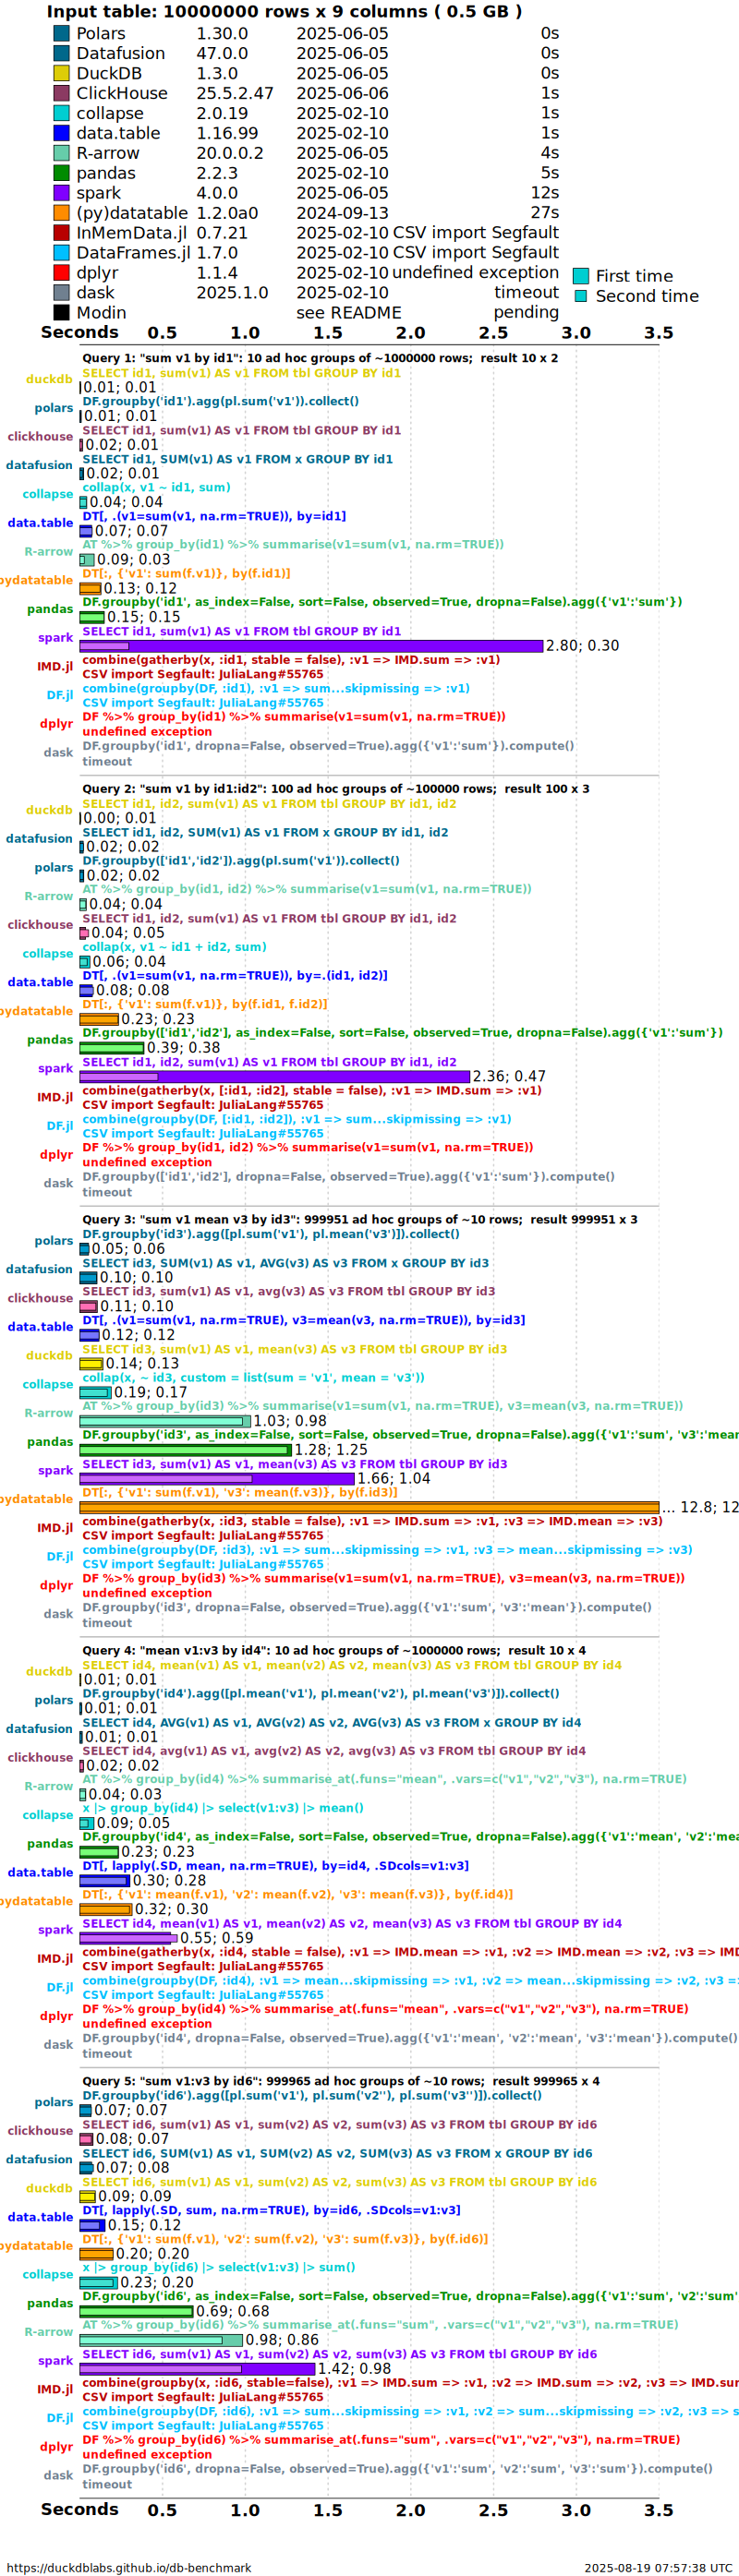 Input table: 10000000 rows x 9 columns ( 0.5 GB )
Polars 1.30.0 2025-06-05 0s
Datafusion 47.0.0 2025-06-05 0s
DuckDB 1.3.0 2025-06-05 0s
ClickHouse 25.5.2.47 2025-06-06 1s
collapse 2.0.19 2025-02-10 1s
data.table 1.16.99 2025-02-10 1s
R-arrow 20.0.0.2 2025-06-05 4s
pandas 2.2.3 2025-02-10 5s
spark 4.0.0 2025-06-05 12s
(py)datatable 1.2.0a0 2024-09-13 27s
InMemData.jl 0.7.21 2025-02-10 CSV import Segfault
DataFrames.jl 1.7.0 2025-02-10 CSV import Segfault
dplyr 1.1.4 2025-02-10 undefined exception First time
dask 2025.1.0 2025-02-10 timeout Second time
Modin see README pending
Seconds 0.5 1.0 1.5 2.0 2.5 3.0 3.5
Query 1: "sum v1 by id1": 10 ad hoc groups of ~1000000 rows; result 10 x 2
SELECT id1, sum(v1) AS v1 FROM tbl GROUP BY id1
duckdb 0.01; 0.01
DF.groupby('id1').agg(pl.sum('v1')).collect()
polars 0.01; 0.01
SELECT id1, sum(v1) AS v1 FROM tbl GROUP BY id1
clickhouse 0.02; 0.01
SELECT id1, SUM(v1) AS v1 FROM x GROUP BY id1
datafusion 0.02; 0.01
collap(x, v1 ~ id1, sum)
collapse 0.04; 0.04
DT[, .(v1=sum(v1, na.rm=TRUE)), by=id1]
data.table 0.07; 0.07
AT %>% group_by(id1) %>% summarise(v1=sum(v1, na.rm=TRUE))
R-arrow 0.09; 0.03
DT[:, {'v1': sum(f.v1)}, by(f.id1)]
pydatatable 0.13; 0.12
DF.groupby('id1', as_index=False, sort=False, observed=True, dropna=False).agg({'v1':'sum'})
pandas 0.15; 0.15
SELECT id1, sum(v1) AS v1 FROM tbl GROUP BY id1
spark 2.80; 0.30
combine(gatherby(x, :id1, stable = false), :v1 => IMD.sum => :v1)
IMD.jl CSV import Segfault: JuliaLang#55765
combine(groupby(DF, :id1), :v1 => sum...skipmissing => :v1)
DF.jl CSV import Segfault: JuliaLang#55765
DF %>% group_by(id1) %>% summarise(v1=sum(v1, na.rm=TRUE))
dplyr undefined exception
DF.groupby('id1', dropna=False, observed=True).agg({'v1':'sum'}).compute()
dask timeout
Query 2: "sum v1 by id1:id2": 100 ad hoc groups of ~100000 rows; result 100 x 3
SELECT id1, id2, sum(v1) AS v1 FROM tbl GROUP BY id1, id2
duckdb 0.00; 0.01
SELECT id1, id2, SUM(v1) AS v1 FROM x GROUP BY id1, id2
datafusion 0.02; 0.02
DF.groupby(['id1','id2']).agg(pl.sum('v1')).collect()
polars 0.02; 0.02
AT %>% group_by(id1, id2) %>% summarise(v1=sum(v1, na.rm=TRUE))
R-arrow 0.04; 0.04
SELECT id1, id2, sum(v1) AS v1 FROM tbl GROUP BY id1, id2
clickhouse 0.04; 0.05
collap(x, v1 ~ id1 + id2, sum)
collapse 0.06; 0.04
DT[, .(v1=sum(v1, na.rm=TRUE)), by=.(id1, id2)]
data.table 0.08; 0.08
DT[:, {'v1': sum(f.v1)}, by(f.id1, f.id2)]
pydatatable 0.23; 0.23
DF.groupby(['id1','id2'], as_index=False, sort=False, observed=True, dropna=False).agg({'v1':'sum'})
pandas 0.39; 0.38
SELECT id1, id2, sum(v1) AS v1 FROM tbl GROUP BY id1, id2
spark 2.36; 0.47
combine(gatherby(x, [:id1, :id2], stable = false), :v1 => IMD.sum => :v1)
IMD.jl CSV import Segfault: JuliaLang#55765
combine(groupby(DF, [:id1, :id2]), :v1 => sum...skipmissing => :v1)
DF.jl CSV import Segfault: JuliaLang#55765
DF %>% group_by(id1, id2) %>% summarise(v1=sum(v1, na.rm=TRUE))
dplyr undefined exception
DF.groupby(['id1','id2'], dropna=False, observed=True).agg({'v1':'sum'}).compute()
dask timeout
Query 3: "sum v1 mean v3 by id3": 999951 ad hoc groups of ~10 rows; result 999951 x 3
DF.groupby('id3').agg([pl.sum('v1'), pl.mean('v3')]).collect()
polars 0.05; 0.06
SELECT id3, SUM(v1) AS v1, AVG(v3) AS v3 FROM x GROUP BY id3
datafusion 0.10; 0.10
SELECT id3, sum(v1) AS v1, avg(v3) AS v3 FROM tbl GROUP BY id3
clickhouse 0.11; 0.10
DT[, .(v1=sum(v1, na.rm=TRUE), v3=mean(v3, na.rm=TRUE)), by=id3]
data.table 0.12; 0.12
SELECT id3, sum(v1) AS v1, mean(v3) AS v3 FROM tbl GROUP BY id3
duckdb 0.14; 0.13
collap(x, ~ id3, custom = list(sum = 'v1', mean = 'v3'))
collapse 0.19; 0.17
AT %>% group_by(id3) %>% summarise(v1=sum(v1, na.rm=TRUE), v3=mean(v3, na.rm=TRUE))
R-arrow 1.03; 0.98
DF.groupby('id3', as_index=False, sort=False, observed=True, dropna=False).agg({'v1':'sum', 'v3':'mean
pandas 1.28; 1.25
SELECT id3, sum(v1) AS v1, mean(v3) AS v3 FROM tbl GROUP BY id3
spark 1.66; 1.04
DT[:, {'v1': sum(f.v1), 'v3': mean(f.v3)}, by(f.id3)]
pydatatable ... 12.8; 12
combine(gatherby(x, :id3, stable = false), :v1 => IMD.sum => :v1, :v3 => IMD.mean => :v3)
IMD.jl CSV import Segfault: JuliaLang#55765
combine(groupby(DF, :id3), :v1 => sum...skipmissing => :v1, :v3 => mean...skipmissing => :v3)
DF.jl CSV import Segfault: JuliaLang#55765
DF %>% group_by(id3) %>% summarise(v1=sum(v1, na.rm=TRUE), v3=mean(v3, na.rm=TRUE))
dplyr undefined exception
DF.groupby('id3', dropna=False, observed=True).agg({'v1':'sum', 'v3':'mean'}).compute()
dask timeout
Query 4: "mean v1:v3 by id4": 10 ad hoc groups of ~1000000 rows; result 10 x 4
SELECT id4, mean(v1) AS v1, mean(v2) AS v2, mean(v3) AS v3 FROM tbl GROUP BY id4
duckdb 0.01; 0.01
DF.groupby('id4').agg([pl.mean('v1'), pl.mean('v2'), pl.mean('v3')]).collect()
polars 0.01; 0.01
SELECT id4, AVG(v1) AS v1, AVG(v2) AS v2, AVG(v3) AS v3 FROM x GROUP BY id4
datafusion 0.01; 0.01
SELECT id4, avg(v1) AS v1, avg(v2) AS v2, avg(v3) AS v3 FROM tbl GROUP BY id4
clickhouse 0.02; 0.02
AT %>% group_by(id4) %>% summarise_at(.funs="mean", .vars=c("v1","v2","v3"), na.rm=TRUE)
R-arrow 0.04; 0.03
x |> group_by(id4) |> select(v1:v3) |> mean()
collapse 0.09; 0.05
DF.groupby('id4', as_index=False, sort=False, observed=True, dropna=False).agg({'v1':'mean', 'v2':'mea
pandas 0.23; 0.23
DT[, lapply(.SD, mean, na.rm=TRUE), by=id4, .SDcols=v1:v3]
data.table 0.30; 0.28
DT[:, {'v1': mean(f.v1), 'v2': mean(f.v2), 'v3': mean(f.v3)}, by(f.id4)]
pydatatable 0.32; 0.30
SELECT id4, mean(v1) AS v1, mean(v2) AS v2, mean(v3) AS v3 FROM tbl GROUP BY id4
spark 0.55; 0.59
combine(gatherby(x, :id4, stable = false), :v1 => IMD.mean => :v1, :v2 => IMD.mean => :v2, :v3 => IMD
IMD.jl CSV import Segfault: JuliaLang#55765
combine(groupby(DF, :id4), :v1 => mean...skipmissing => :v1, :v2 => mean...skipmissing => :v2, :v3 =>
DF.jl CSV import Segfault: JuliaLang#55765
DF %>% group_by(id4) %>% summarise_at(.funs="mean", .vars=c("v1","v2","v3"), na.rm=TRUE)
dplyr undefined exception
DF.groupby('id4', dropna=False, observed=True).agg({'v1':'mean', 'v2':'mean', 'v3':'mean'}).compute()
dask timeout
Query 5: "sum v1:v3 by id6": 999965 ad hoc groups of ~10 rows; result 999965 x 4
DF.groupby('id6').agg([pl.sum('v1'), pl.sum('v2''), pl.sum('v3'')]).collect()
polars 0.07; 0.07
SELECT id6, sum(v1) AS v1, sum(v2) AS v2, sum(v3) AS v3 FROM tbl GROUP BY id6
clickhouse 0.08; 0.07
SELECT id6, SUM(v1) AS v1, SUM(v2) AS v2, SUM(v3) AS v3 FROM x GROUP BY id6
datafusion 0.07; 0.08
SELECT id6, sum(v1) AS v1, sum(v2) AS v2, sum(v3) AS v3 FROM tbl GROUP BY id6
duckdb 0.09; 0.09
DT[, lapply(.SD, sum, na.rm=TRUE), by=id6, .SDcols=v1:v3]
data.table 0.15; 0.12
DT[:, {'v1': sum(f.v1), 'v2': sum(f.v2), 'v3': sum(f.v3)}, by(f.id6)]
pydatatable 0.20; 0.20
x |> group_by(id6) |> select(v1:v3) |> sum()
collapse 0.23; 0.20
DF.groupby('id6', as_index=False, sort=False, observed=True, dropna=False).agg({'v1':'sum', 'v2':'sum'
pandas 0.69; 0.68
AT %>% group_by(id6) %>% summarise_at(.funs="sum", .vars=c("v1","v2","v3"), na.rm=TRUE)
R-arrow 0.98; 0.86
SELECT id6, sum(v1) AS v1, sum(v2) AS v2, sum(v3) AS v3 FROM tbl GROUP BY id6
spark 1.42; 0.98
combine(groupby(x, :id6, stable=false), :v1 => IMD.sum => :v1, :v2 => IMD.sum => :v2, :v3 => IMD.sum
IMD.jl CSV import Segfault: JuliaLang#55765
combine(groupby(DF, :id6), :v1 => sum...skipmissing => :v1, :v2 => sum...skipmissing => :v2, :v3 => s
DF.jl CSV import Segfault: JuliaLang#55765
DF %>% group_by(id6) %>% summarise_at(.funs="sum", .vars=c("v1","v2","v3"), na.rm=TRUE)
dplyr undefined exception
DF.groupby('id6', dropna=False, observed=True).agg({'v1':'sum', 'v2':'sum', 'v3':'sum'}).compute()
dask timeout
Seconds 0.5 1.0 1.5 2.0 2.5 3.0 3.5
https://duckdblabs.github.io/db-benchmark 2025-08-19 07:57:38 UTC